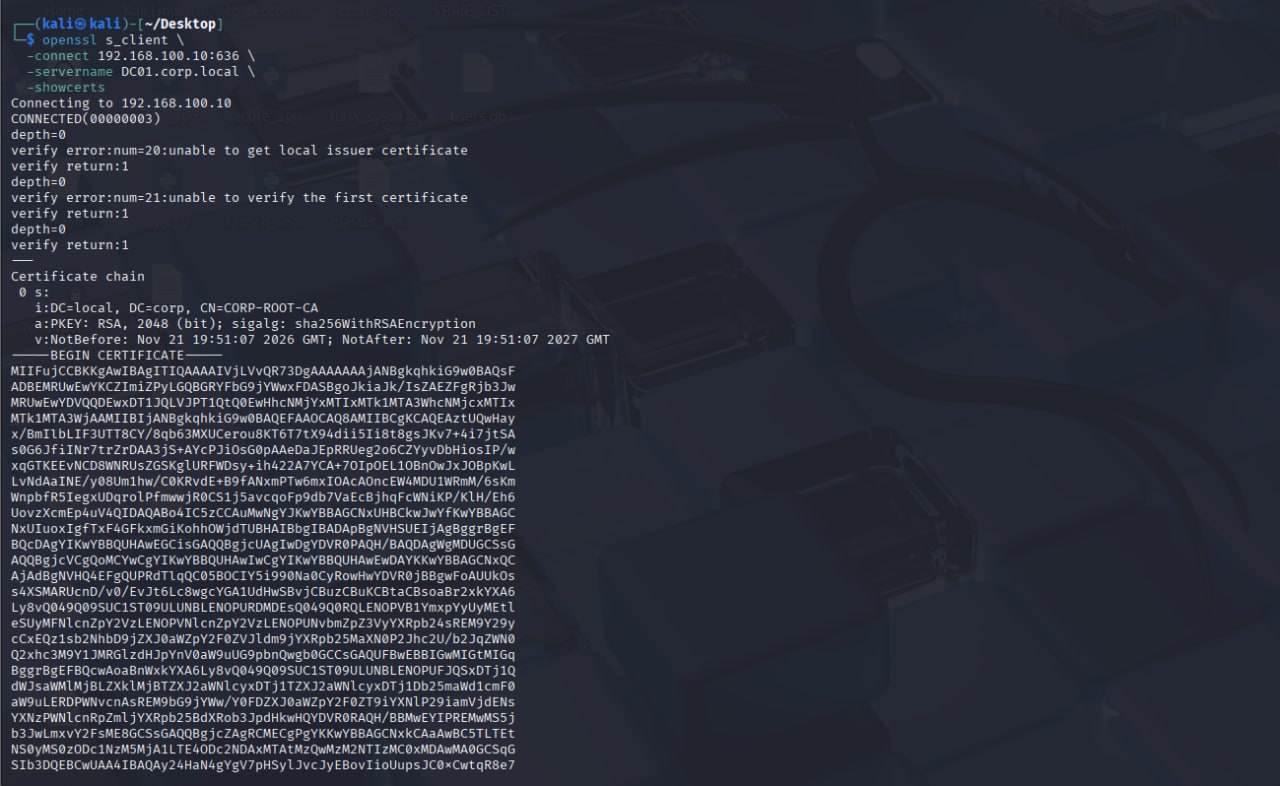 ┌──(kali㉿kali)-[~/Desktop]
└─$ openssl s_client \
-connect 192.168.100.10:636 \
-servername DC01.corp.local \
-showcerts
Connecting to 192.168.100.10
CONNECTED(00000003)
depth=0
verify error:num=20:unable to get local issuer certificate
verify return:1
depth=0
verify error:num=21:unable to verify the first certificate
verify return:1
depth=0
verify return:1
---
Certificate chain
0 s:
i:DC=local, DC=corp, CN=CORP-ROOT-CA
a:PKEY: RSA, 2048 (bit); sigalg: sha256WithRSAEncryption
v:NotBefore: Nov 21 19:51:07 2026 GMT; NotAfter: Nov 21 19:51:07 2027 GMT
-----BEGIN CERTIFICATE-----
MIIFujCCBKKgAwIBAgITIQAAAAIVjLVvQR73DgAAAAAAAjANBgkqhkiG9w0BAQsF
ADBEMRUwEwYKCZImiZPyLGQBGRYFbG9jYWwxFDASBgoJkiaJk/IsZAEZFgRjb3Jw
MRUwEwYDVQQDEwxDT1JQLVJPT1QtQ0EwHhcNMjYxMTIxMTk1MTA3WhcNMjcxMTIx
MTk1MTA3WjAAMIIBIjANBgkqhkiG9w0BAQEFAAOCAQ8AMIIBCgKCAQEAztUQwHay
x/BmIlbLIF3UTT8CY/8qb63MXUCerou8KT6T7tX94dii5Ii8t8gsJKv7+4i7jtSA
s0G6JfiINr7trZrDAA3jS+AYcPJiOsG0pAAeDaJEpRRUeg2o6CZYyvDbHiosIP/w
xqGTKEEvNCD8WNRUsZGSKglURFWDsy+ih422A7YCA+7OIpOEL1OBnOwJxJOBpKwL
LvNdAaINE/y08Um1hw/C0KRvdE+B9fANxmPTw6mxIOAcAOncEW4MDU1WRmM/6sKm
WnpbfR5IegxUDqrolPfmwwjR0CS1j5avcqoFp9db7VaEcBjhqFcWNiKP/KlH/Eh6
UovzXcmEp4uV4QIDAQABo4IC5zCCAuMwNgYJKwYBBAGCNxUHBCkwJwYfKwYBBAGC
NxUIuoxIgfTxF4GFkxmGiKohhOWjdTUBHAIBbgIBADApBgNVHSUEIjAgBggrBgEF
BQcDAgYIKwYBBQUHAwEGCisGAQQBgjcUAgIwDgYDVR0PAQH/BAQDAgWgMDUGCSsG
AQQBgjcVCgQoMCYwCgYIKwYBBQUHAwIwCgYIKwYBBQUHAwEwDAYKKwYBBAGCNxQC
AjAdBgNVHQ4EFgQUPRdTlqQC05BOCIY5i990Na0CyRowHwYDVR0jBBgwFoAUUkOs
s4XSMARUcnD/v0/EvJt6Lc8wgcYGA1UdHwSBvjCBuzCBuKCBtaCBsoaBr2xkYXA6
Ly8vQ049Q09SUC1ST09ULUNBLENOPURDMDEsQ049Q0RQLENOPVB1YmxpYyUyMEtl
eSUyMFNlcnZpY2VzLENOPVNlcnZpY2VzLENOPUNvbmZpZ3VyYXRpb24sREM9Y29y
cCxEQz1sb2NhbD9jZXJ0aWZpY2F0ZVJldm9jYXRpb25MaXN0P2Jhc2U/b2JqZWN0
Q2xhc3M9Y1JMRGlzdHJpYnV0aW9uUG9pbnQwgb0GCCsGAQUFBwEBBIGwMIGtMIGq
BggrBgEFBQcwAoaBnWxkYXA6Ly8vQ049Q09SUC1ST09ULUNBLENOPUFJQSxDTj1Q
dWJsaWMlMjBLZXklMjBTZXJ2aWNlcyxDTj1TZXJ2aWNlcyxDTj1Db25maWd1cmF0
aW9uLERDPWNvcnAsREM9bG9jYWw/Y0FDZXJ0aWZpY2F0ZT9iYXNlP29iamVjdENs
YXNzPWNlcnRpZmljYXRpb25BdXRob3JpdHkwHQYDVR0RAQH/BBMwEYIPREMwMS5j
b3JwLmxvY2FsME8GCSsGAQQBgjcZAgRCMECgPgYKKwYBBAGCNxkCAaAwBC5TLTEt
NS0yMS0zODc1NzM5MjA1LTE4ODc2NDAxMTAtMzQwMzM2NTIzMC0xMDAwMA0GCSqG
SIb3DQEBCwUAA4IBAQAy24HaN4gYgV7pHSylJvcJyEBovIioUupsJC0×CwtqR8e7